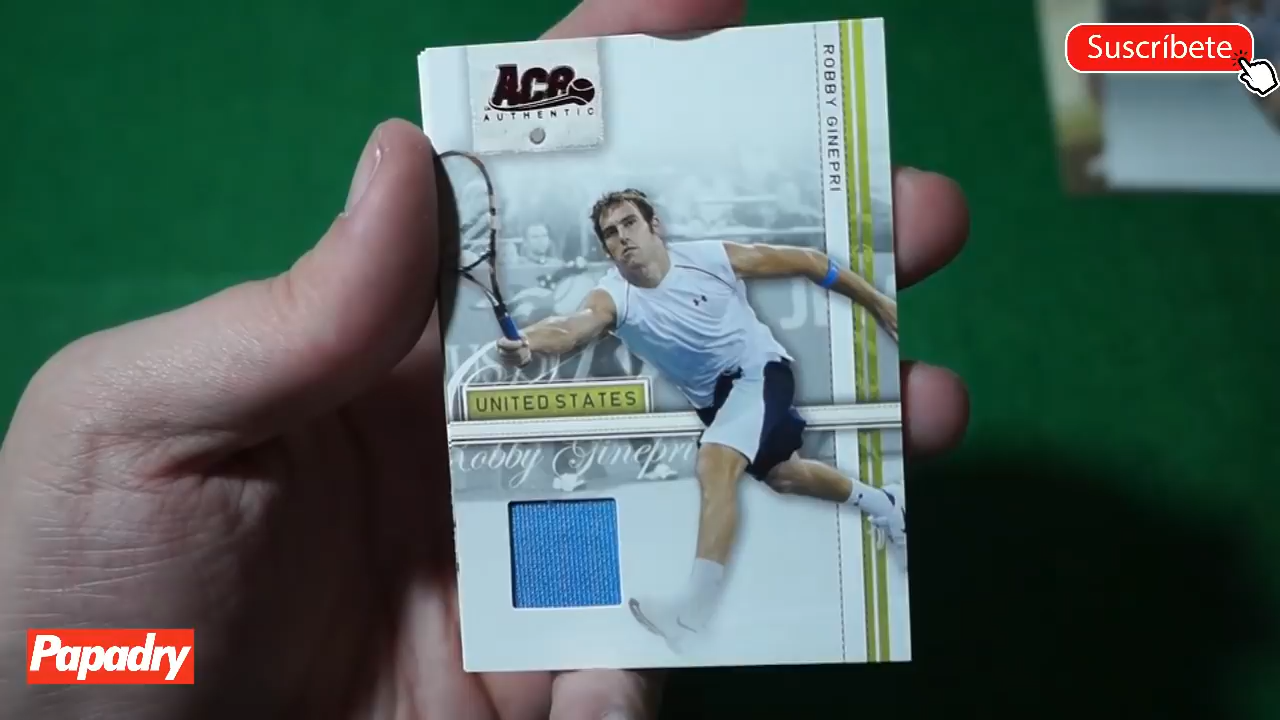 Suscríbete
ACE
AUTHENTIC
ROBBY GINEPRI
UNITED STATES
Robby Ginepri
Papadry